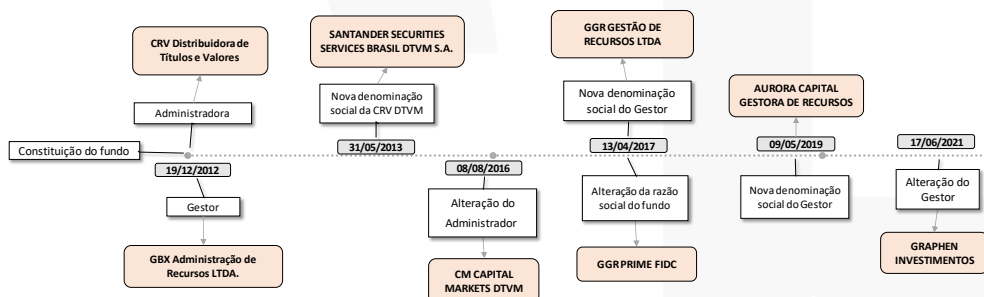 CRV Distribuidora de
Títulos e Valores
Administradora
Constituição do fundo
19/12/2012
Gestor
GBX Administração de
Recursos LTDA.
SANTANDER SECURITIES
SERVICES BRASIL DTVM S.A.
Nova denominação
social da CRV DTVM
31/05/2013
08/08/2016
Alteração do
Administrador
CM CAPITAL
MARKETS DTVM
GGR GESTÃO DE
RECURSOS LTDA
Nova denominação
social do Gestor
13/04/2017
Alteração da razão
social do fundo
GGR PRIME FIDC
AURORA CAPITAL
GESTORA DE RECURSOS
09/05/2019
Nova denominação
social do Gestor
17/06/2021
Alteração do
Gestor
GRAPHEN
INVESTIMENTOS